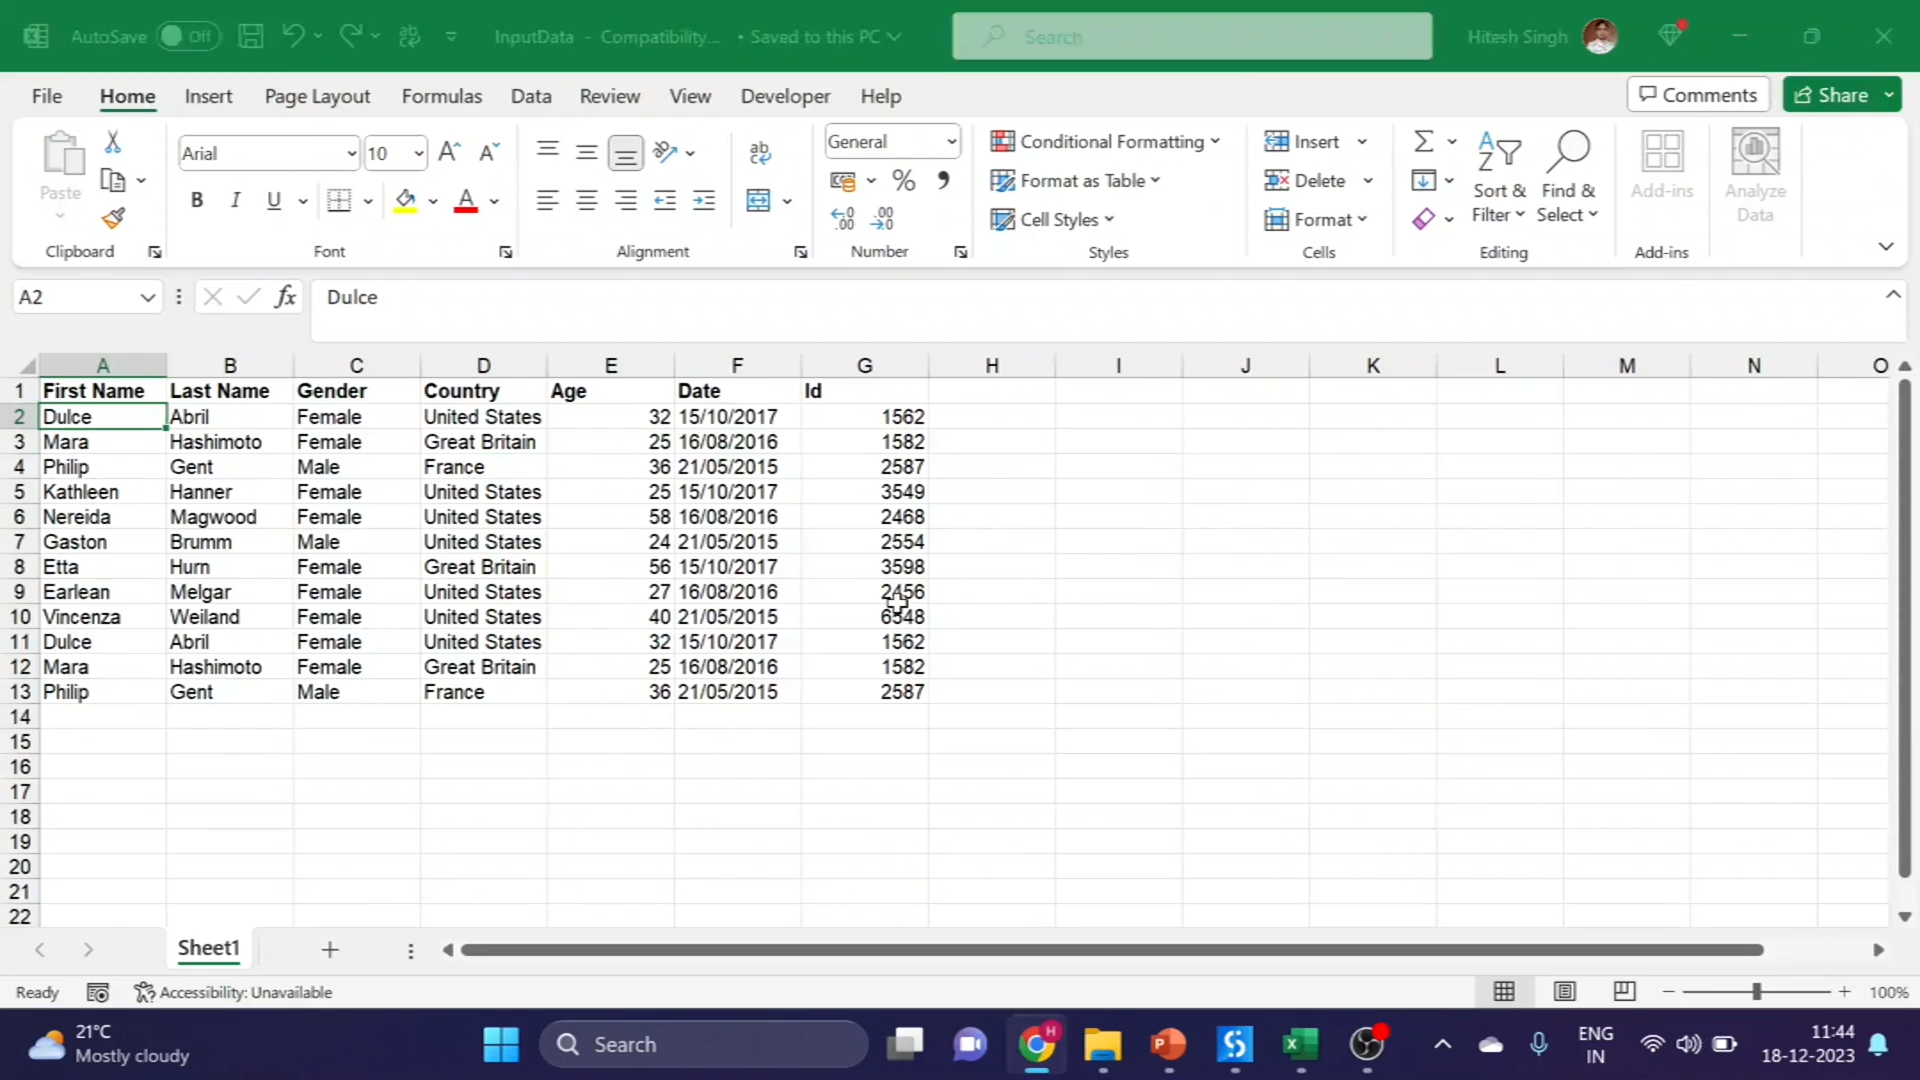 AutoSave Off InputData - Compatibility... • Saved to this PC Search Hitesh Singh
File Home Insert Page Layout Formulas Data Review View Developer Help Comments Share
Paste Arial 10 General Conditional Formatting Insert Sort & Find & Add-ins Analyze
B I U A % Format as Table Delete Filter Select Data
Cell Styles Format
Clipboard Font Alignment Number Styles Cells Editing Add-ins
A2 fx Dulce
A B C D E F G H I J K L M N O
1 First Name Last Name Gender Country Age Date Id
2 Dulce Abril Female United States 32 15/10/2017 1562
3 Mara Hashimoto Female Great Britain 25 16/08/2016 1582
4 Philip Gent Male France 36 21/05/2015 2587
5 Kathleen Hanner Female United States 25 15/10/2017 3549
6 Nereida Magwood Female United States 58 16/08/2016 2468
7 Gaston Brumm Male United States 24 21/05/2015 2554
8 Etta Hurn Female Great Britain 56 15/10/2017 3598
9 Earlean Melgar Female United States 27 16/08/2016 2456
10 Vincenza Weiland Female United States 40 21/05/2015 6548
11 Dulce Abril Female United States 32 15/10/2017 1562
12 Mara Hashimoto Female Great Britain 25 16/08/2016 1582
13 Philip Gent Male France 36 21/05/2015 2587
14
15
16
17
18
19
20
21
22
Sheet1
Ready Accessibility: Unavailable 100%
21°C Search ENG 11:44
Mostly cloudy IN 18-12-2023